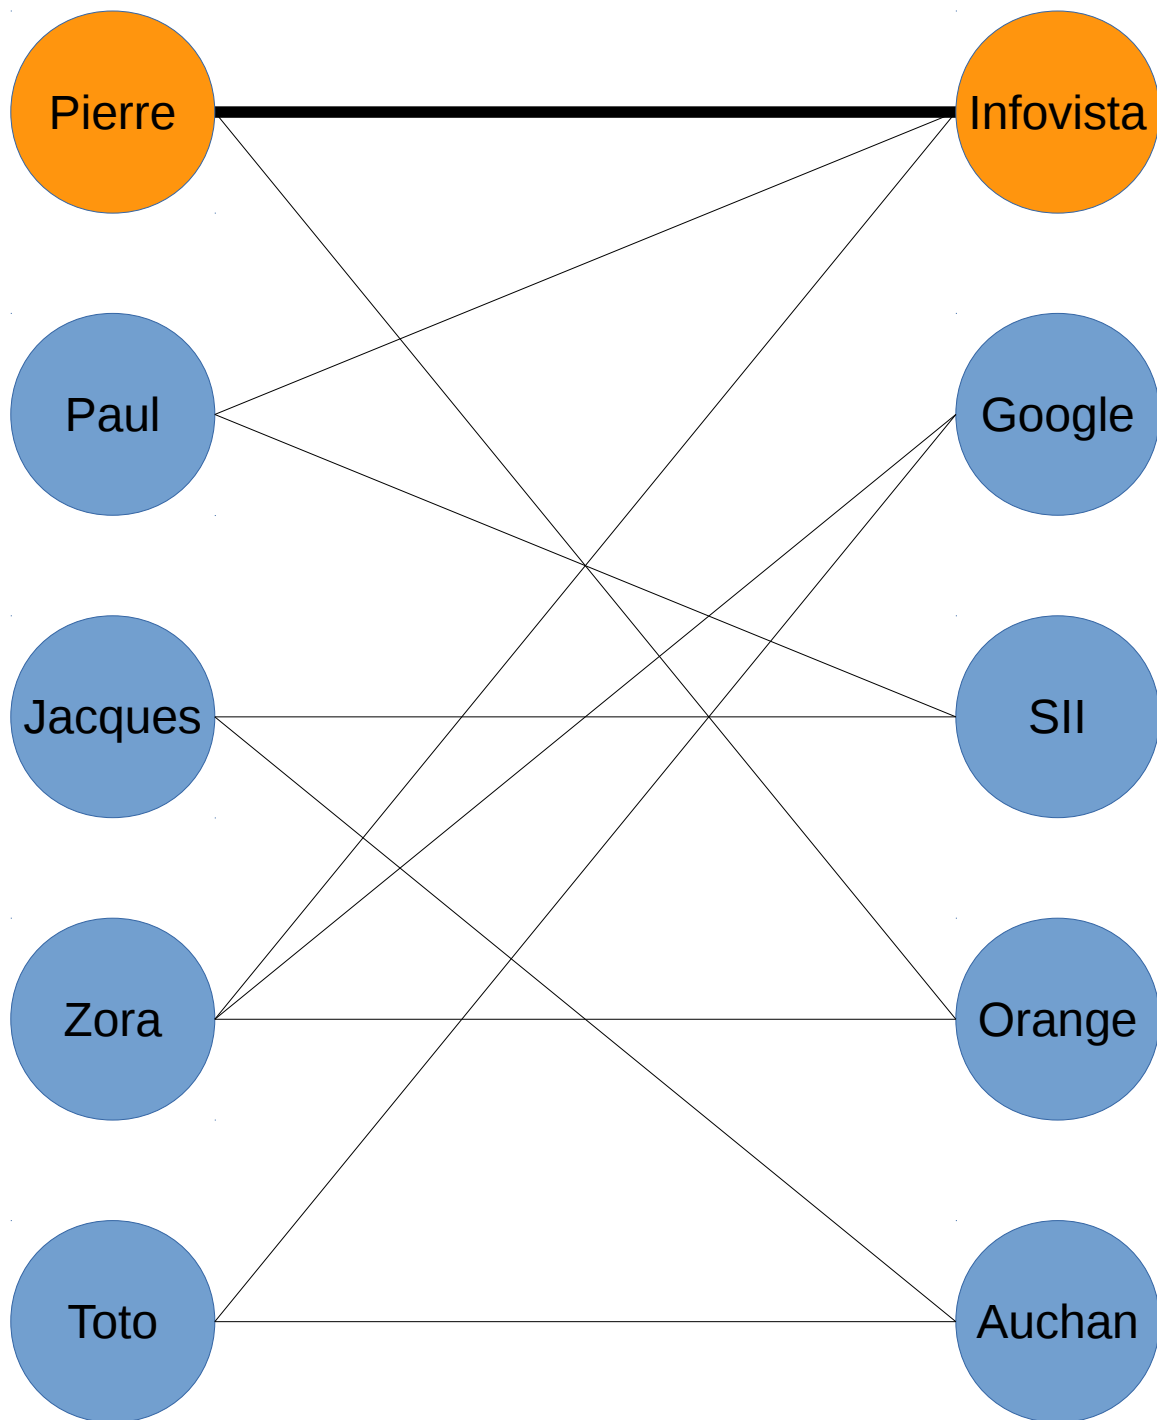 Pierre
Infovista
Paul
Google
Jacques
SII
Zora
Orange
Toto
Auchan